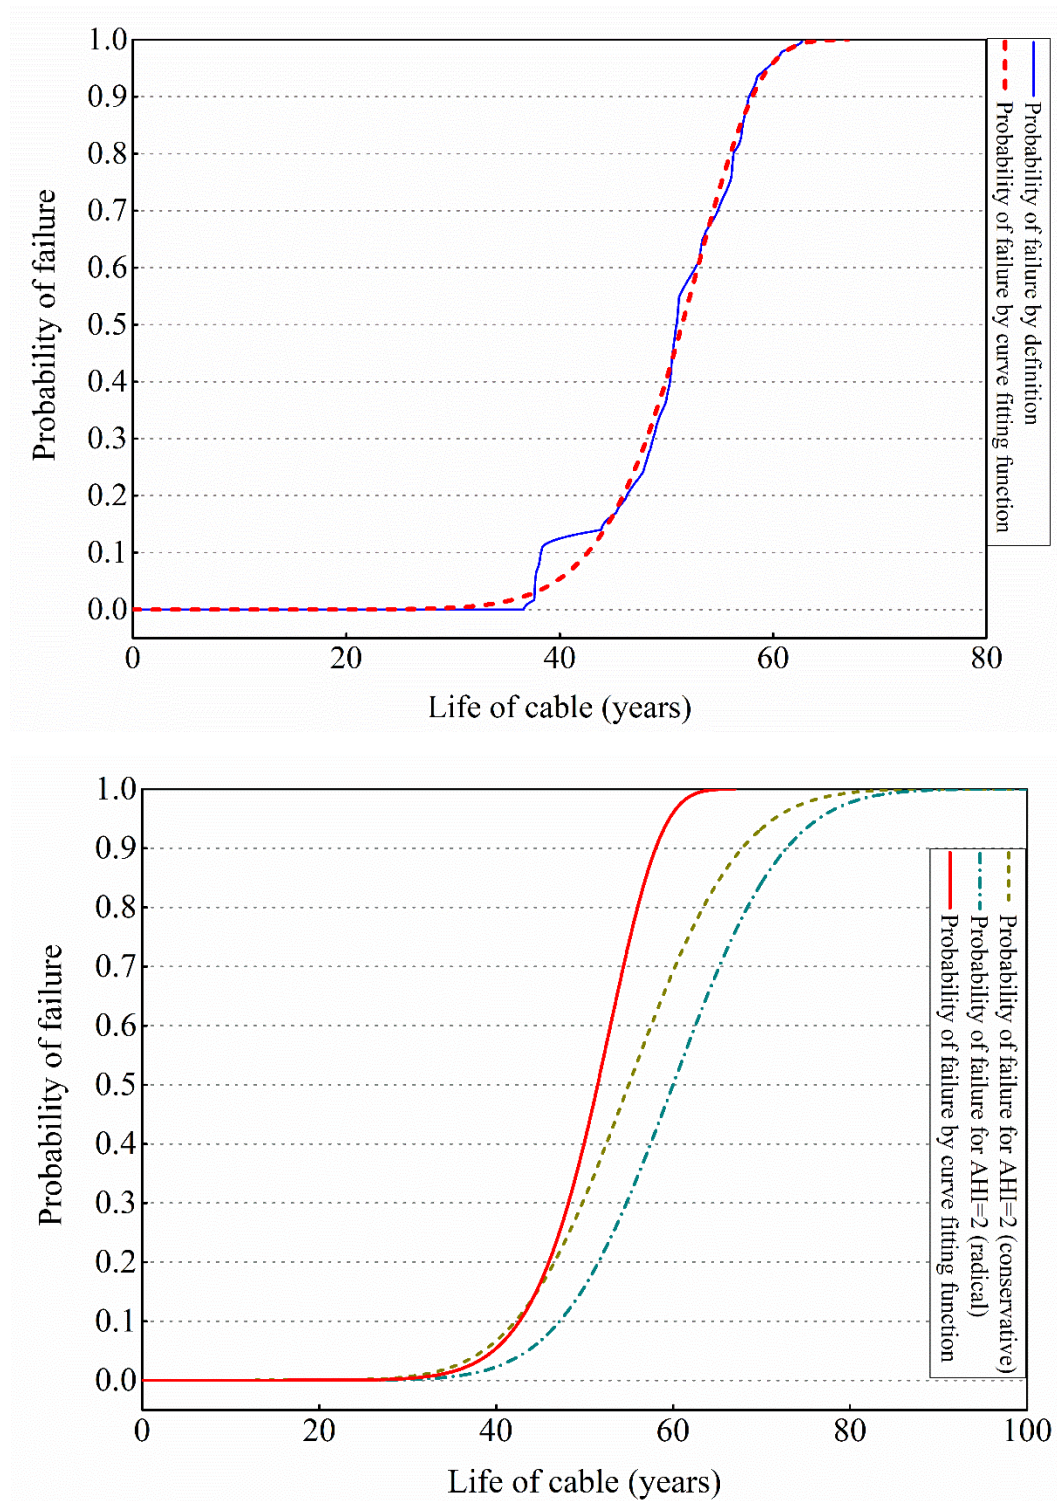 1.0
0.9
0.8
0.7
0.6
0.5
0.4
0.3
0.2
0.1
0.0
Probability of failure
0 20 40 60 80
Life of cable (years)
Probability of failure by definition
Probability of failure by curve fitting function
1.0
0.9
0.8
0.7
0.6
0.5
0.4
0.3
0.2
0.1
0.0
Probability of failure
0 20 40 60 80 100
Life of cable (years)
Probability of failure for AHI=2 (conservative)
Probability of failure for AHI=2 (radical)
Probability of failure by curve fitting function